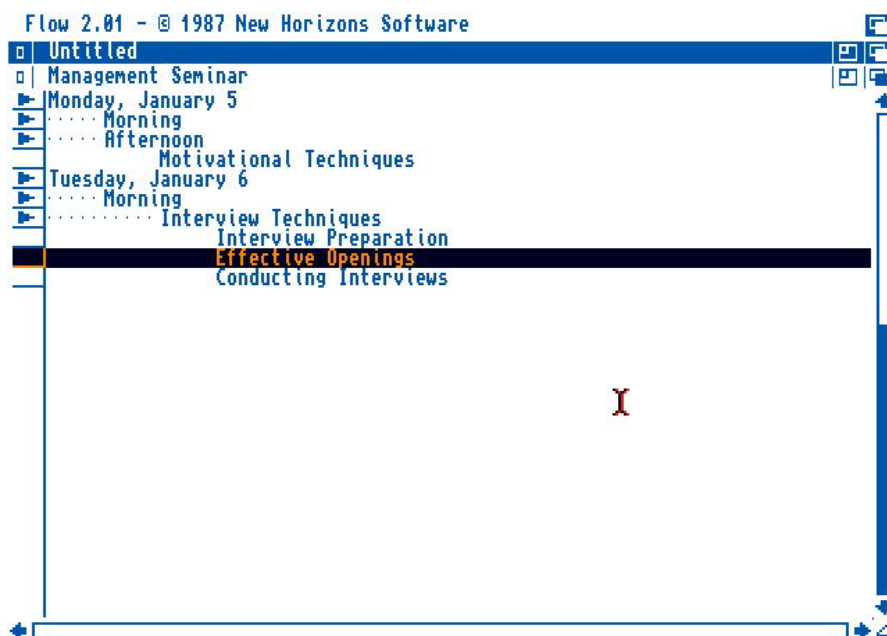 Flow 2.01 - © 1987 New Horizons Software
Untitled
Management Seminar
Monday, January 5
Morning
Afternoon
Motivational Techniques
Tuesday, January 6
Morning
Interview Techniques
Interview Preparation
Effective Openings
Conducting Interviews